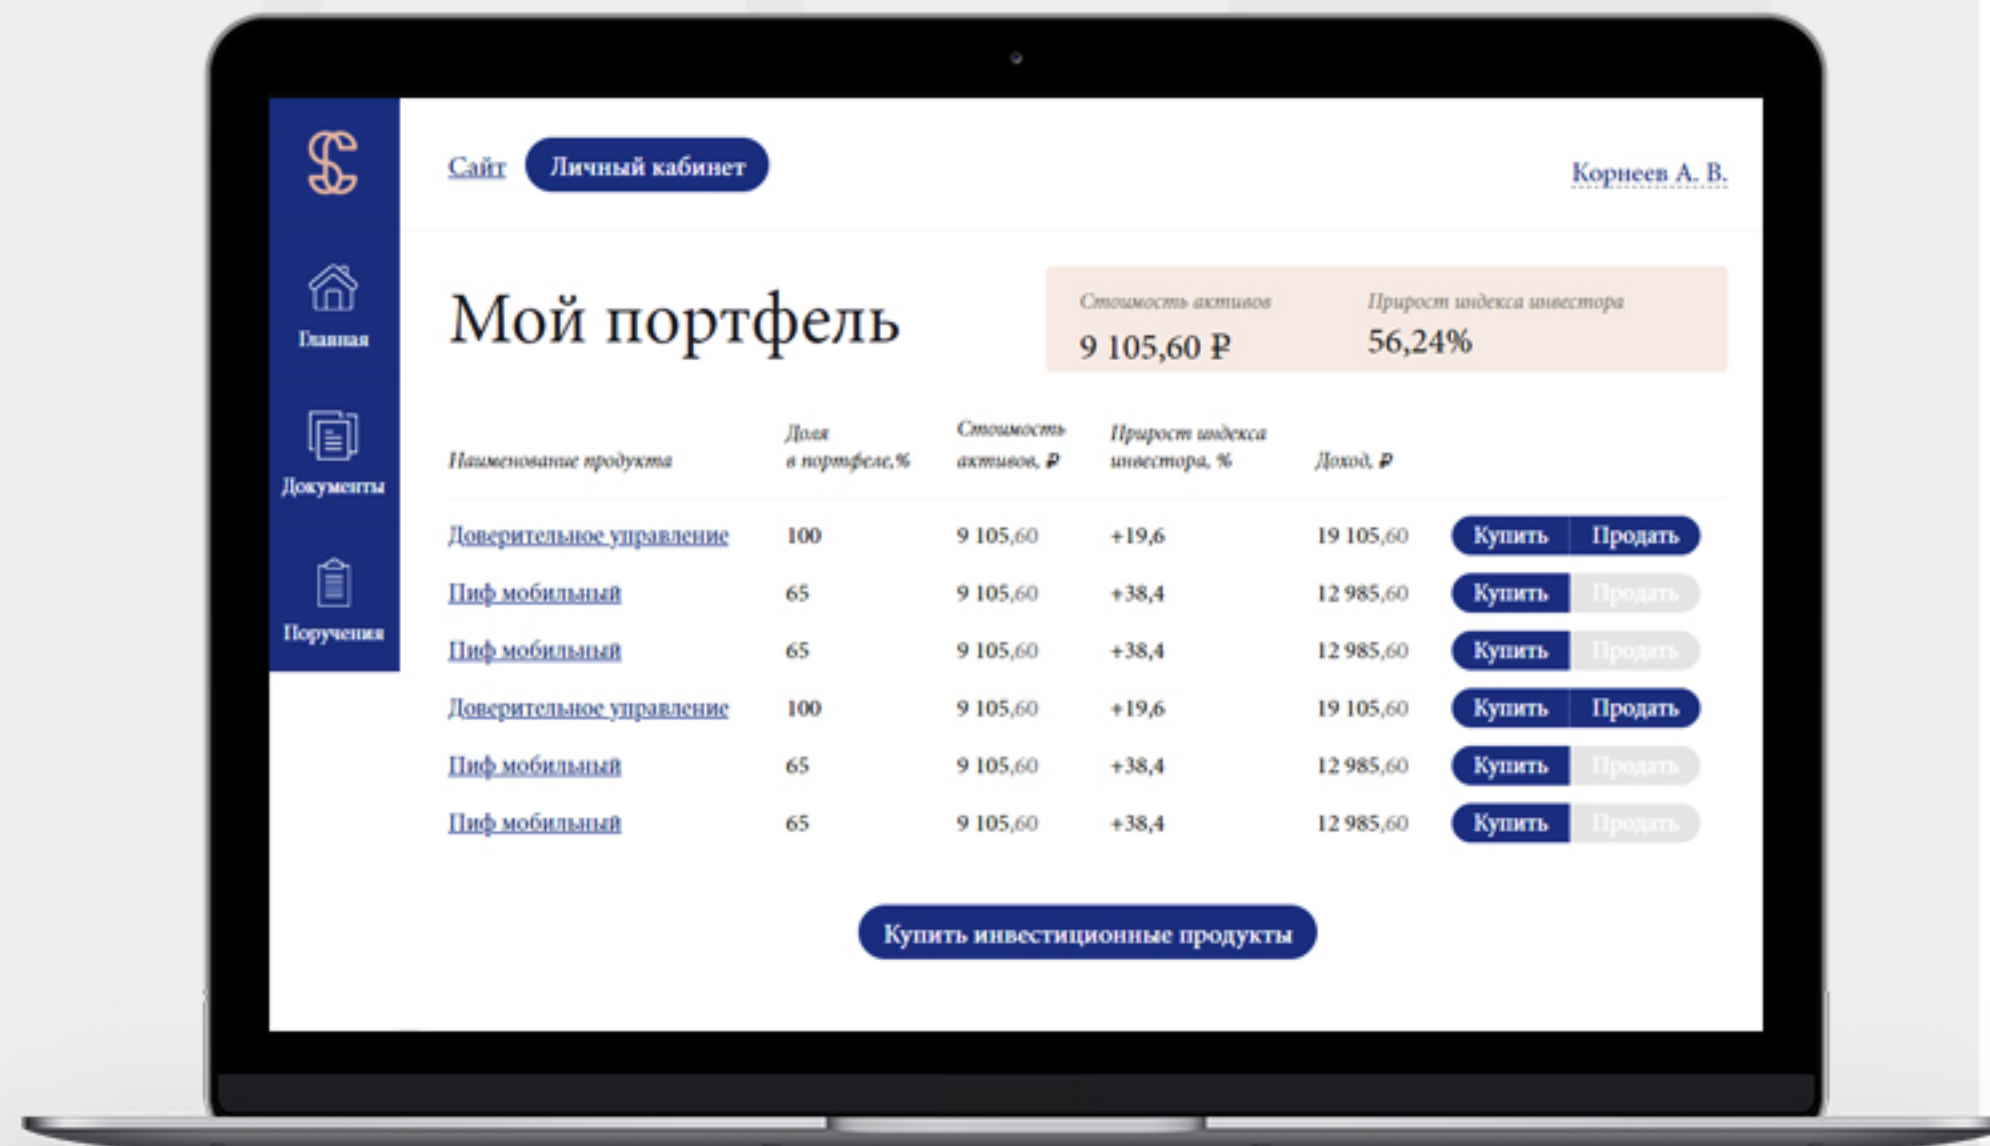 Сайт Личный кабинет Корнеев А. В.
Главная
Документы
Поручения
Мой портфель
Стоимость активов Прирост индекса инвестора
9 105,60 ₽ 56,24%
Наименование продукта Доля в портфеле,% Стоимость активов, ₽ Прирост индекса инвестора, % Доход, ₽
Доверительное управление 100 9 105,60 +19,6 19 105,60 Купить Продать
Пиф мобильный 65 9 105,60 +38,4 12 985,60 Купить Продать
Пиф мобильный 65 9 105,60 +38,4 12 985,60 Купить Продать
Доверительное управление 100 9 105,60 +19,6 19 105,60 Купить Продать
Пиф мобильный 65 9 105,60 +38,4 12 985,60 Купить Продать
Пиф мобильный 65 9 105,60 +38,4 12 985,60 Купить Продать
Купить инвестиционные продукты